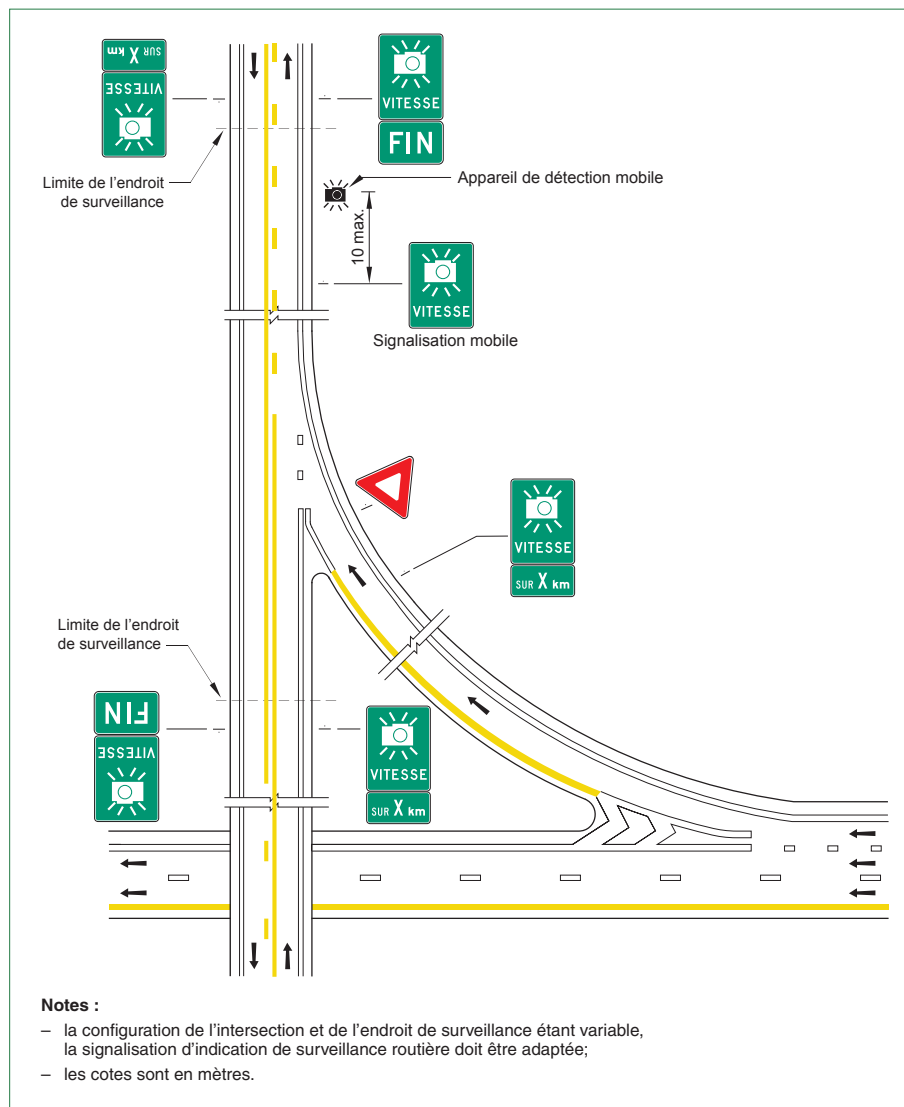 SUR X km
VITESSE
VITESSE
FIN
Limite de l'endroit
de surveillance
Appareil de détection mobile
10 max.
VITESSE
Signalisation mobile
VITESSE
SUR X km
Limite de l'endroit
de surveillance
FIN
VITESSE
VITESSE
SUR X km
Notes :
– la configuration de l'intersection et de l'endroit de surveillance étant variable,
la signalisation d'indication de surveillance routière doit être adaptée;
– les cotes sont en mètres.